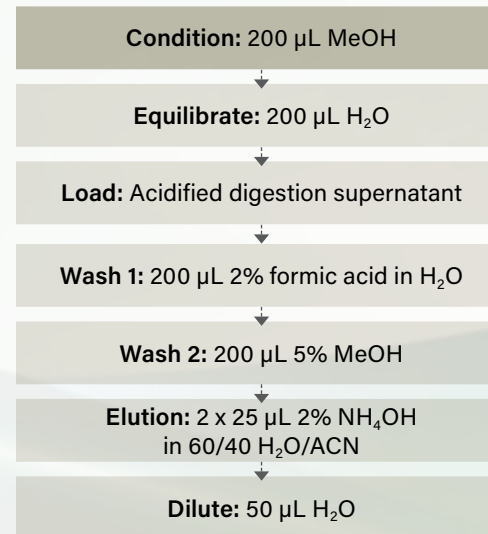 Condition: 200 µL MeOH
Equilibrate: 200 µL H₂O
Load: Acidified digestion supernatant
Wash 1: 200 µL 2% formic acid in H₂O
Wash 2: 200 µL 5% MeOH
Elution: 2 x 25 µL 2% NH₄OH
in 60/40 H₂O/ACN
Dilute: 50 µL H₂O